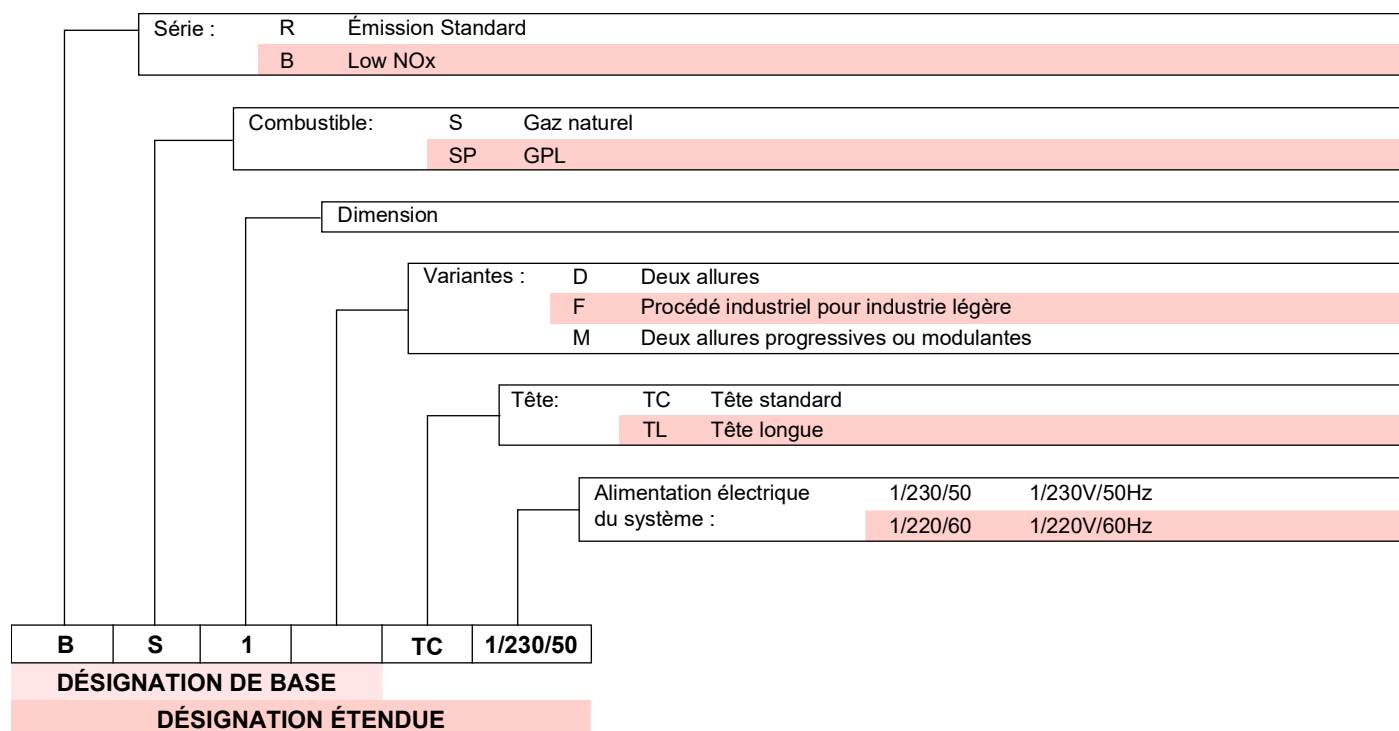 Série : R Émission Standard
B Low NOx
Combustible: S Gaz naturel
SP GPL
Dimension
Variantes : D Deux allures
F Procédé industriel pour industrie légère
M Deux allures progressives ou modulantes
Tête: TC Tête standard
TL Tête longue
Alimentation électrique 1/230/50 1/230V/50Hz
du système : 1/220/60 1/220V/60Hz
B S 1 TC 1/230/50
DÉSIGNATION DE BASE
DÉSIGNATION ÉTENDUE